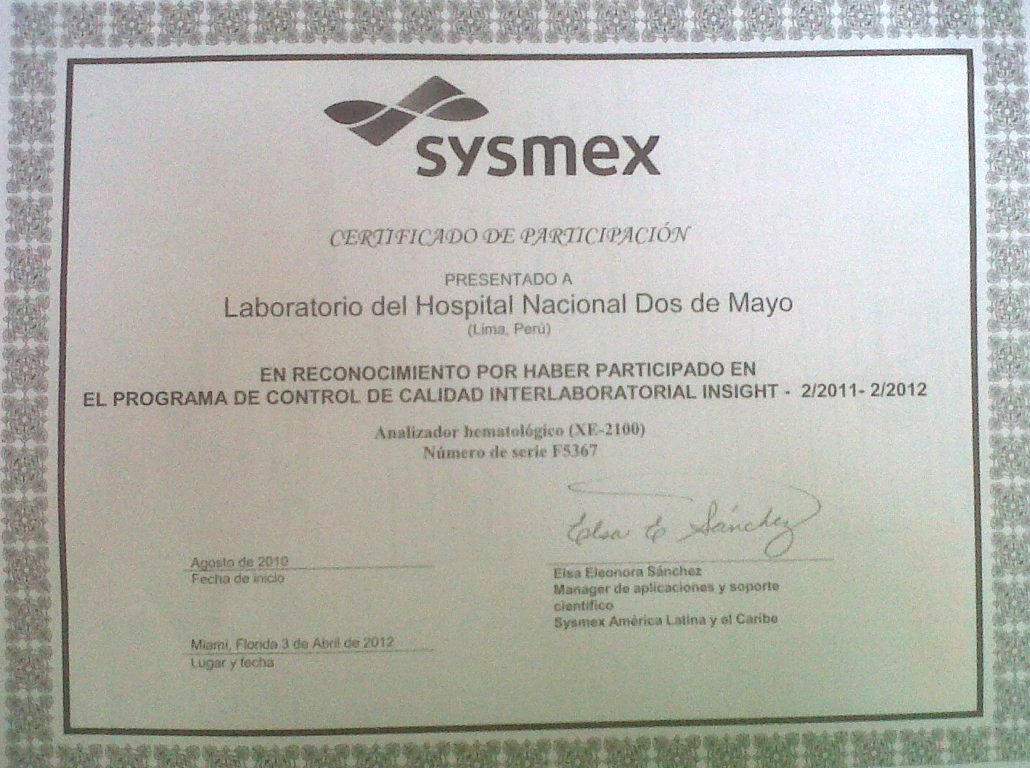 sysmex
CERTIFICADO DE PARTICIPACIÓN
PRESENTADO A
Laboratorio del Hospital Nacional Dos de Mayo
(Lima, Perú)
EN RECONOCIMIENTO POR HABER PARTICIPADO EN
EL PROGRAMA DE CONTROL DE CALIDAD INTERLABORATORIAL INSIGHT - 2/2011- 2/2012
Analizador hematológico (XE-2100)
Número de serie F5367
Elsa E Sánchez
Agosto de 2010
Fecha de inicio
Elsa Eleonora Sánchez
Manager de aplicaciones y soporte
científico
Sysmex América Latina y el Caribe
Miami, Florida 3 de Abril de 2012
Lugar y fecha